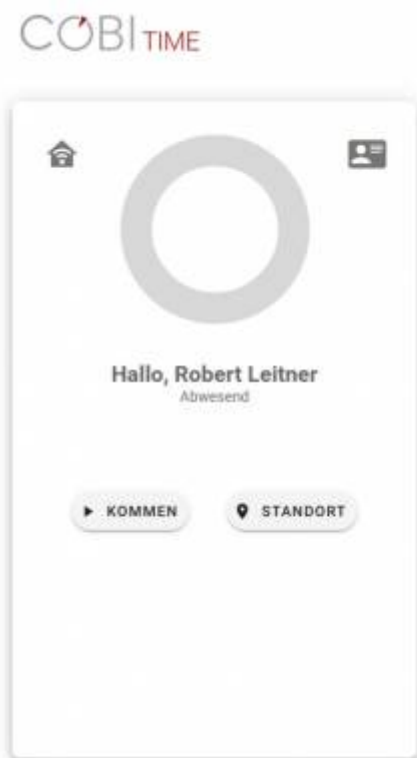 COBI TIME
Hallo, Robert Leitner
Abwesend
KOMMEN
STANDORT